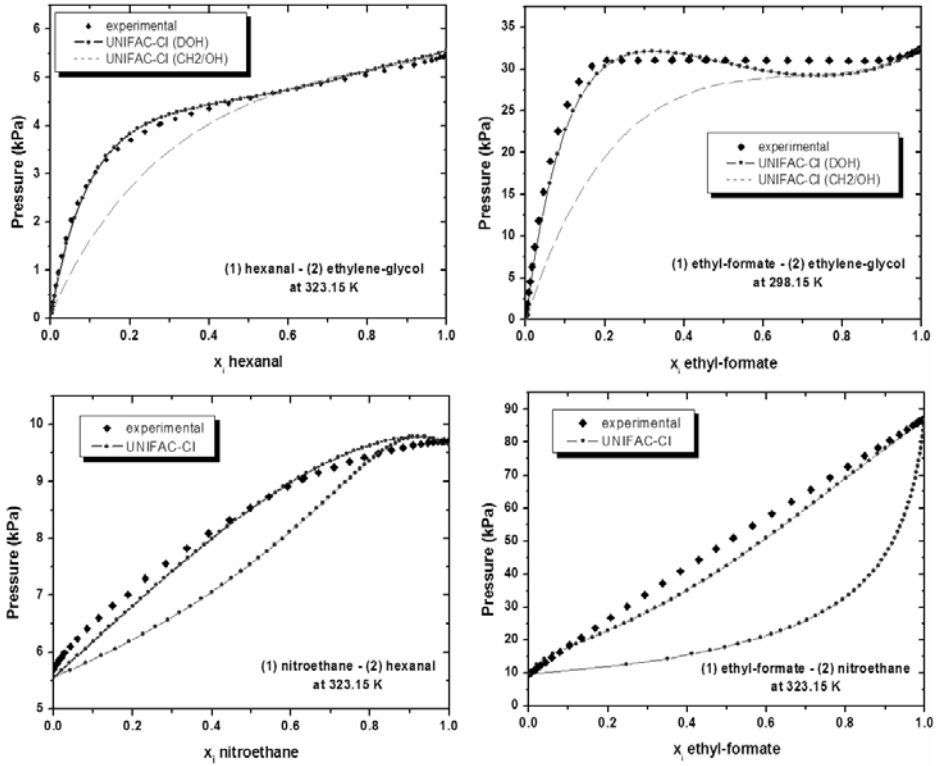 experimental
UNIFAC-CI (DOH)
UNIFAC-CI (CH2/OH)
Pressure (kPa)
6
5
4
3
2
1
0
(1) hexanal - (2) ethylene-glycol
at 323.15 K
0.0 0.2 0.4 0.6 0.8 1.0
xi hexanal
Pressure (kPa)
35
30
25
20
15
10
5
0
experimental
UNIFAC-CI (DOH)
UNIFAC-CI (CH2/OH)
(1) ethyl-formate - (2) ethylene-glycol
at 298.15 K
0.0 0.2 0.4 0.6 0.8 1.0
xi ethyl-formate
experimental
UNIFAC-CI
Pressure (kPa)
10
9
8
7
6
5
(1) nitroethane - (2) hexanal
at 323.15 K
0.0 0.2 0.4 0.6 0.8 1.0
xi nitroethane
experimental
UNIFAC-CI
Pressure (kPa)
90
80
70
60
50
40
30
20
10
0
(1) ethyl-formate - (2) nitroethane
at 323.15 K
0.0 0.2 0.4 0.6 0.8 1.0
xi ethyl-formate